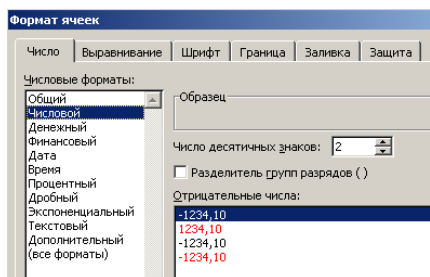 Формат ячеек
Число Выравнивание Шрифт Граница Заливка Защита
Числовые форматы:
Общий
Числовой
Денежный
Финансовый
Дата
Время
Процентный
Дробный
Экспоненциальный
Текстовый
Дополнительный
(все форматы)
Образец
Число десятичных знаков: 2
Разделитель групп разрядов ( )
Отрицательные числа:
-1234,10
1234,10
-1234,10
-1234,10